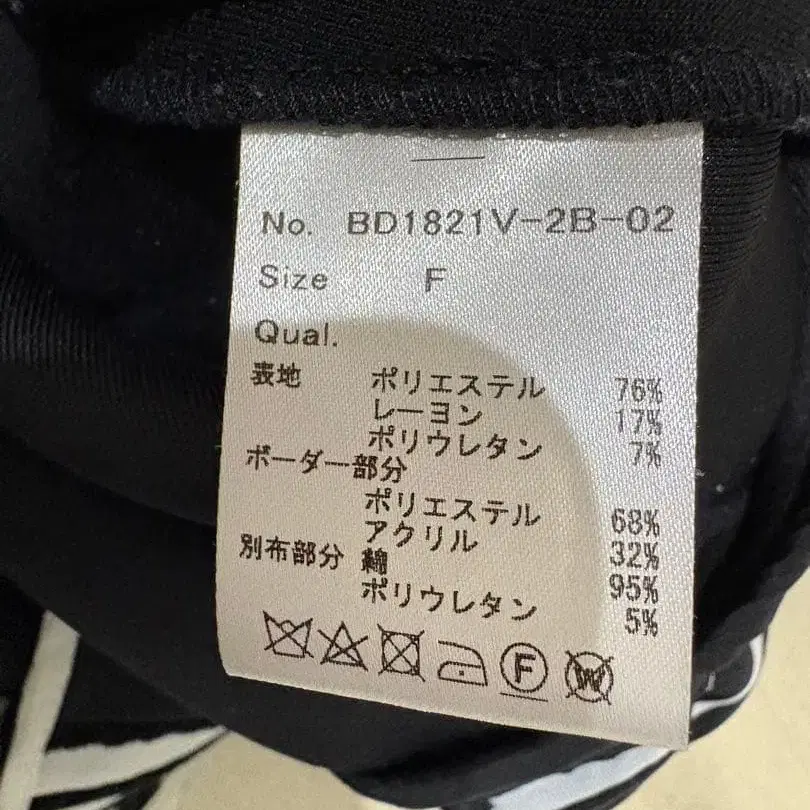 No. BD1821V-2B-02
Size F
Qual.
表地 ポリエステル 76%
レーヨン 17%
ポリウレタン 7%
ボーダー部分
ポリエステル 68%
アクリル 32%
別布部分 綿 95%
ポリウレタン 5%
F W